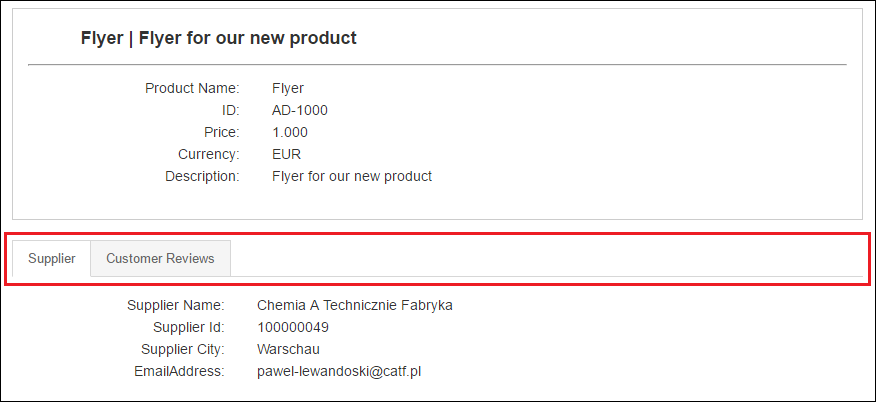 Flyer | Flyer for our new product
Product Name: Flyer
ID: AD-1000
Price: 1.000
Currency: EUR
Description: Flyer for our new product
Supplier Customer Reviews
Supplier Name: Chemia A Technicznie Fabryka
Supplier Id: 100000049
Supplier City: Warschau
EmailAddress: pawel-lewandoski@catf.pl